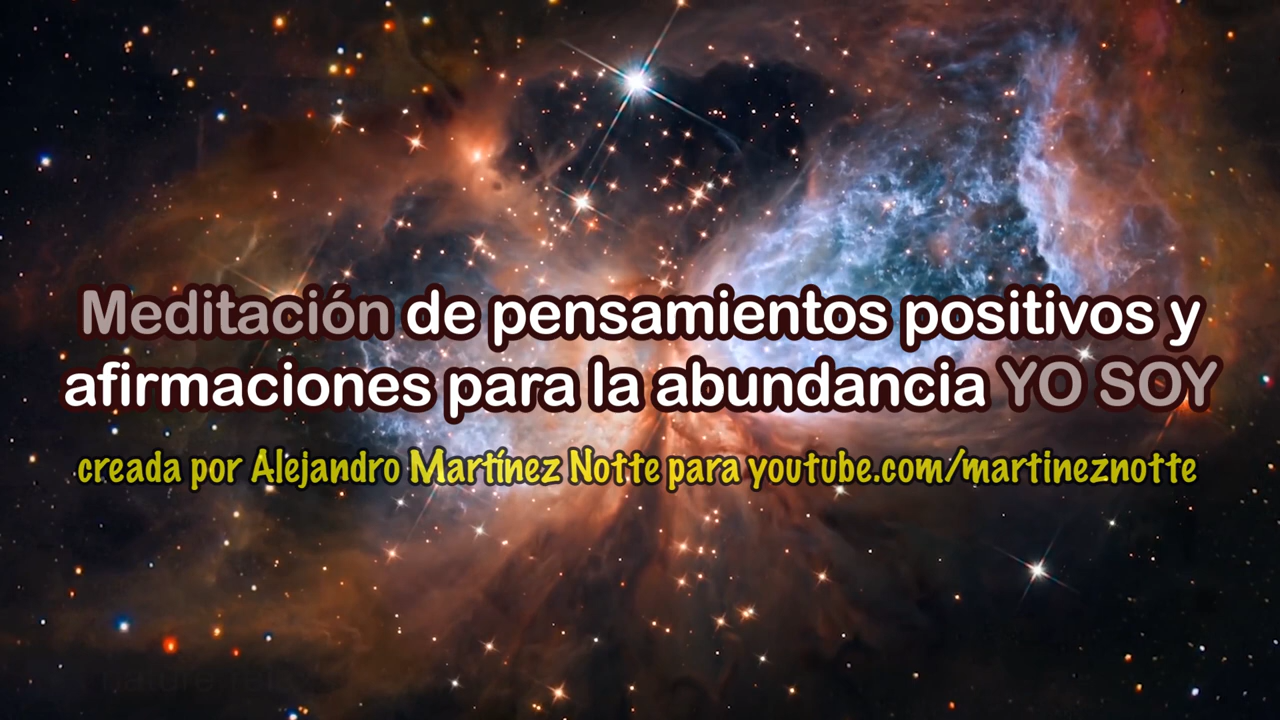 Meditación de pensamientos positivos y
afirmaciones para la abundancia YO SOY
creada por Alejandro Martínez Notte para youtube.com/martineznotte